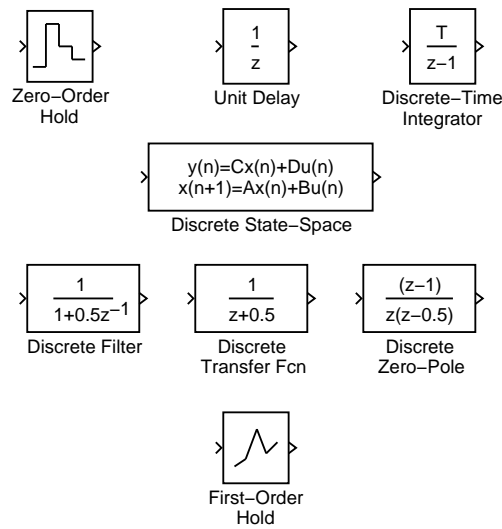 1
z
T
z−1
Zero−Order
Hold
Unit Delay
Discrete−Time
Integrator
y(n)=Cx(n)+Du(n)
x(n+1)=Ax(n)+Bu(n)
Discrete State−Space
1
1+0.5z−1
Discrete Filter
1
z+0.5
Discrete
Transfer Fcn
(z−1)
z(z−0.5)
Discrete
Zero−Pole
First−Order
Hold